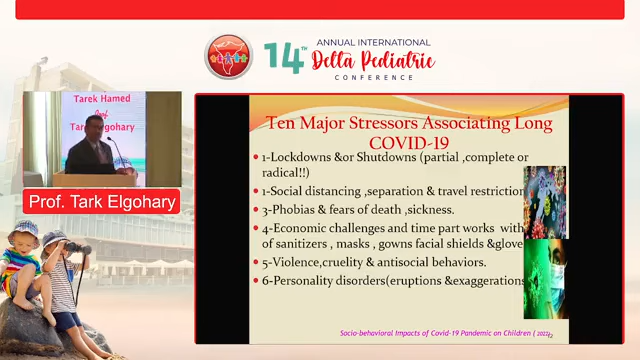 14TH
ANNUAL INTERNATIONAL
Delta Pediatric
CONFERENCE
Tarek Hamed
Prof
Prof. Tark Elgohary
Ten Major Stressors Associating Long
COVID-19
• 1-Lockdowns &or Shutdowns (partial ,complete or
radical!!)
• 1-Social distancing ,separation & travel restriction
• 3-Phobias & fears of death ,sickness.
• 4-Economic challenges and time part works with
of sanitizers , masks , gowns facial shields &glove
• 5-Violence,cruelity & antisocial behaviors.
• 6-Personality disorders(eruptions &exaggerations
Socio-behavioral Impacts of Covid-19 Pandemic on Children ( 2022